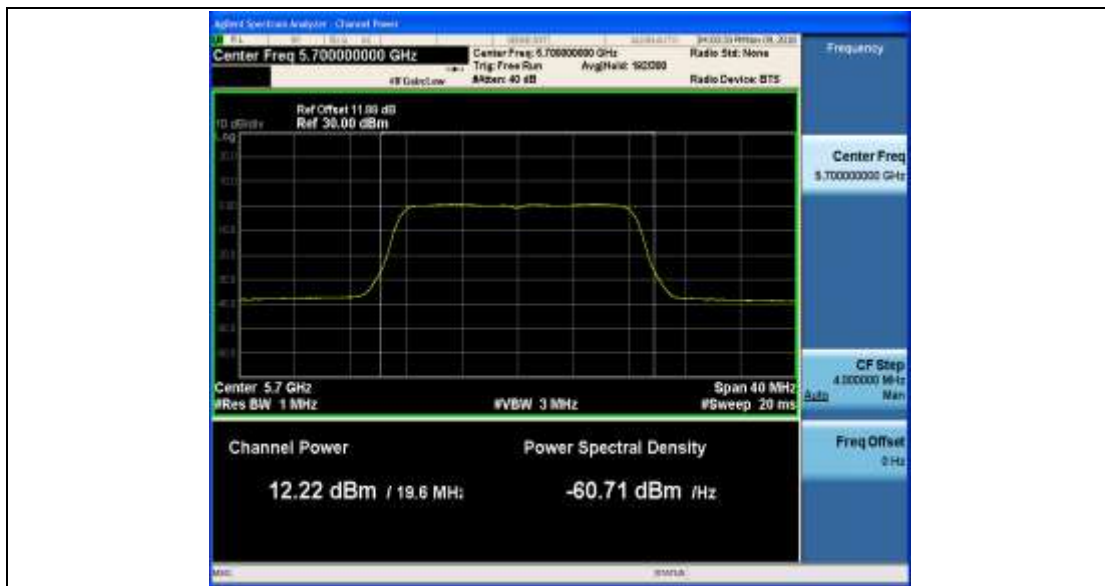 Agilent Spectrum Analyzer - Channel Power
Center Freq 5.700000000 GHz
Center Freq: 5.700000000 GHz
Radio Std: None
Trig: Free Run
Avg|Hold:
#IFGain:Low
#Atten: 40 dB
Radio Device: BTS
Frequency
Ref Offset 11.88 dB
10 dB/div
Ref 30.00 dBm
Log
Center Freq
5.700000000 GHz
Center 5.7 GHz
Span 40 MHz
#Res BW 1 MHz
#VBW 3 MHz
#Sweep 20 ms
CF Step
4.000000 MHz
Auto
Man
Channel Power
Power Spectral Density
Freq Offset
0 Hz
12.22 dBm / 19.6 MHz
-60.71 dBm /Hz
MSG
STATUS